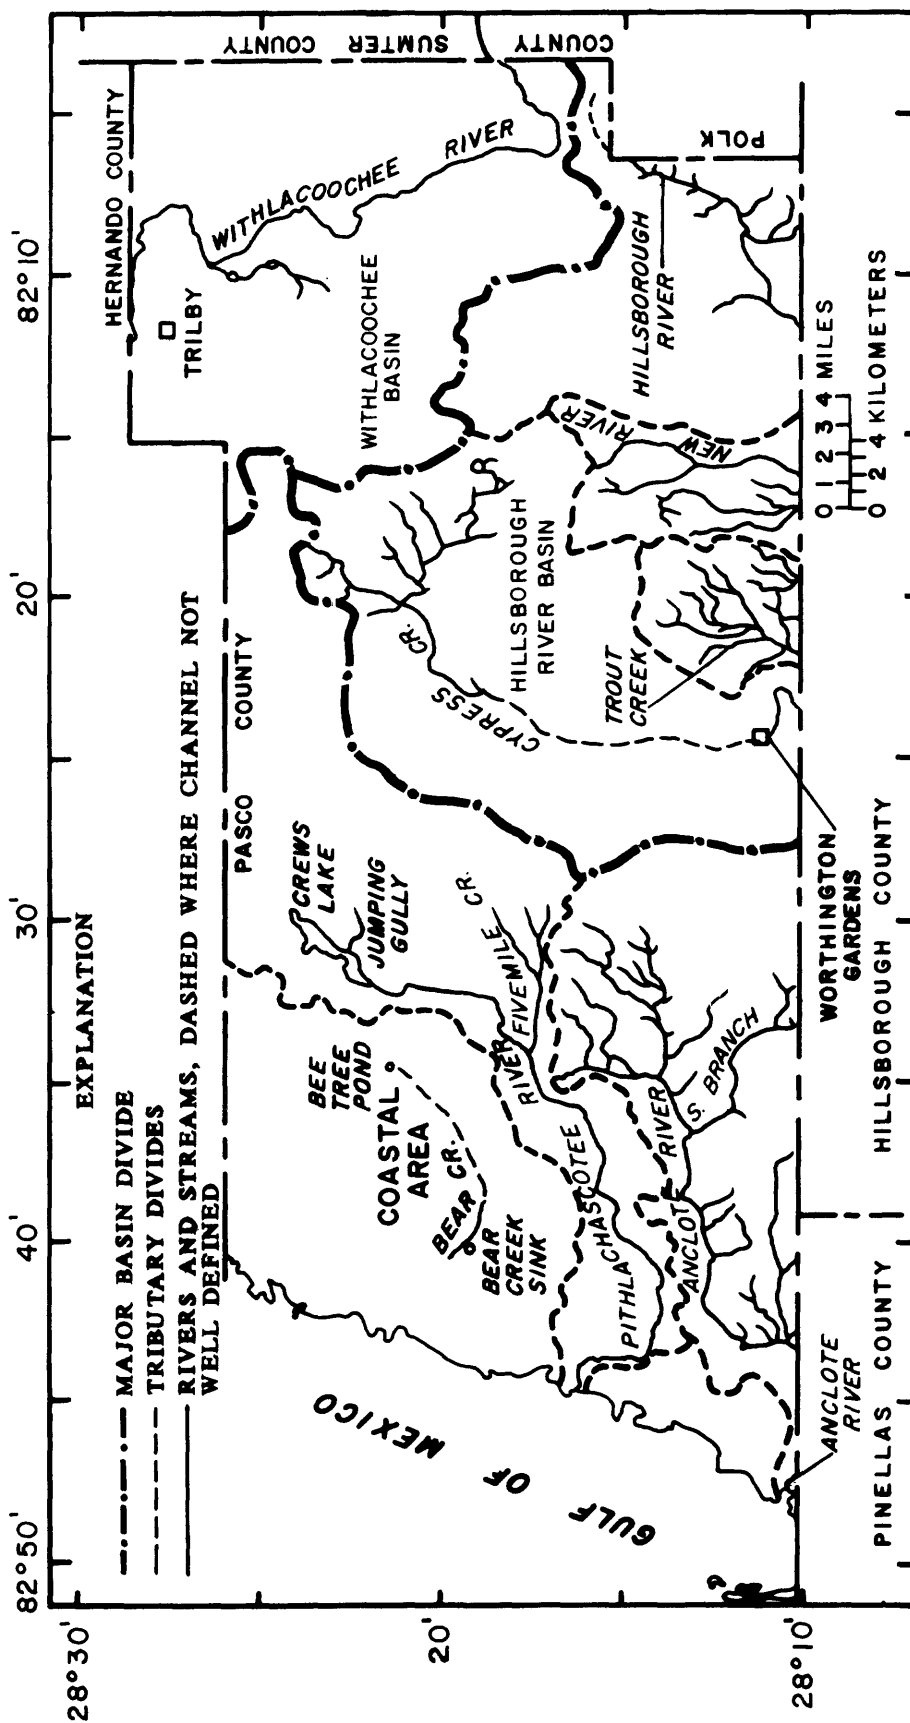 82°50'
40'
30'
20'
82°10'
28°30'
20'
28°10'
EXPLANATION
MAJOR BASIN DIVIDE
TRIBUTARY DIVIDES
RIVERS AND STREAMS, DASHED WHERE CHANNEL NOT
WELL DEFINED
HERNANDO COUNTY
PASCO COUNTY
SUMTER COUNTY
COUNTY
POLK
TRILBY
WITHLACOOCHEE RIVER
WITHLACOOCHEE
BASIN
CREWS
LAKE
JUMPING
GULLY
BEE
TREE
POND
COASTAL
AREA
BEAR CR.
BEAR
CREEK
SINK
GULF OF MEXICO
CYPRESS CR.
HILLSBOROUGH
RIVER BASIN
FIVEMILE CR.
PITHLACHASCOTEE RIVER
ANCLOTE RIVER
S. BRANCH
TROUT
CREEK
NEW RIVER
HILLSBOROUGH
RIVER
ANCLOTE
RIVER
WORTHINGTON
GARDENS
PINELLAS COUNTY
HILLSBOROUGH COUNTY
0 1 2 3 4 MILES
0 2 4 KILOMETERS